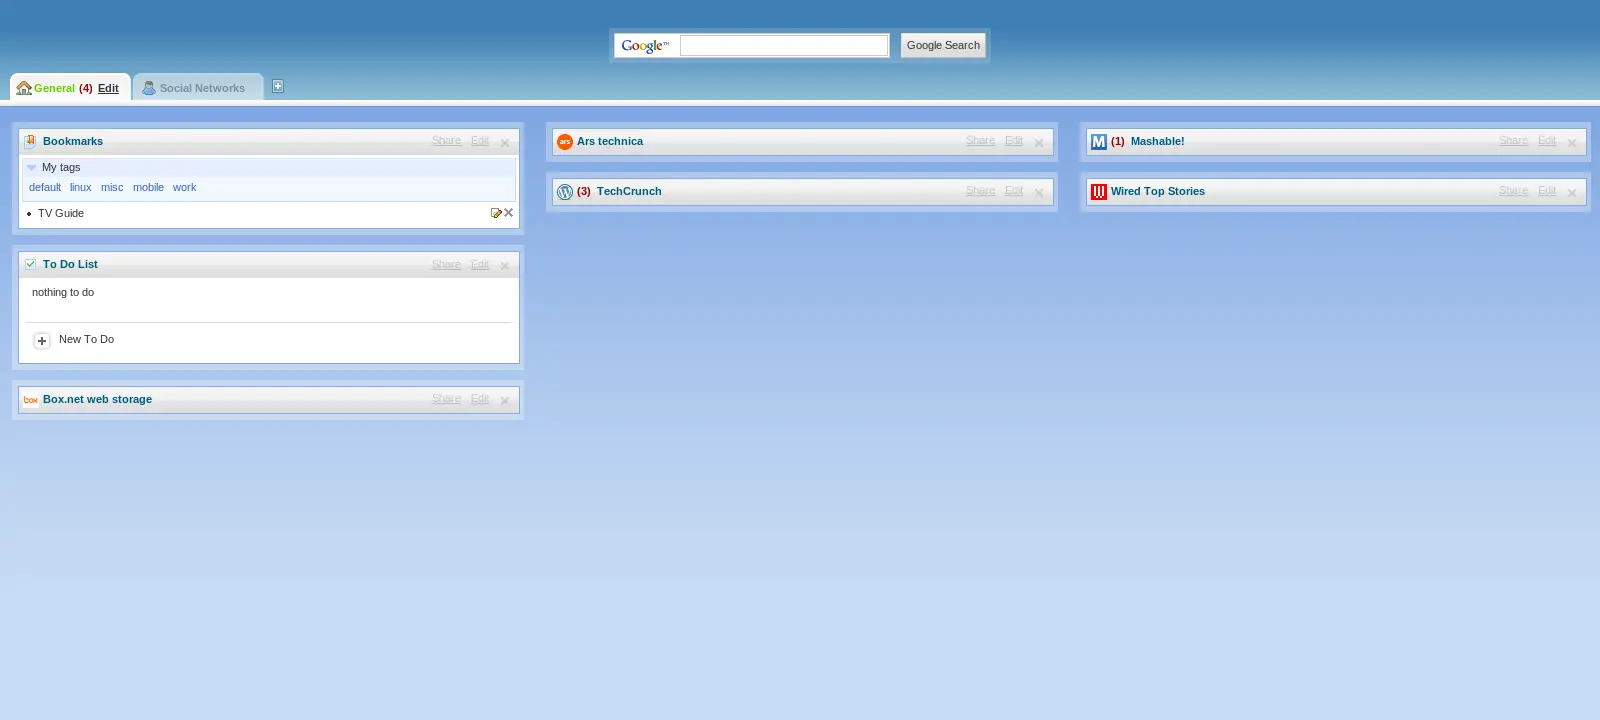 Google™
Google Search
General (4) Edit
Social Networks
Bookmarks Share Edit
My tags
default linux misc mobile work
TV Guide
To Do List Share Edit
nothing to do
New To Do
box Box.net web storage Share Edit
ars Ars technica Share Edit
(3) TechCrunch Share Edit
M (1) Mashable! Share Edit
Wired Top Stories Share Edit